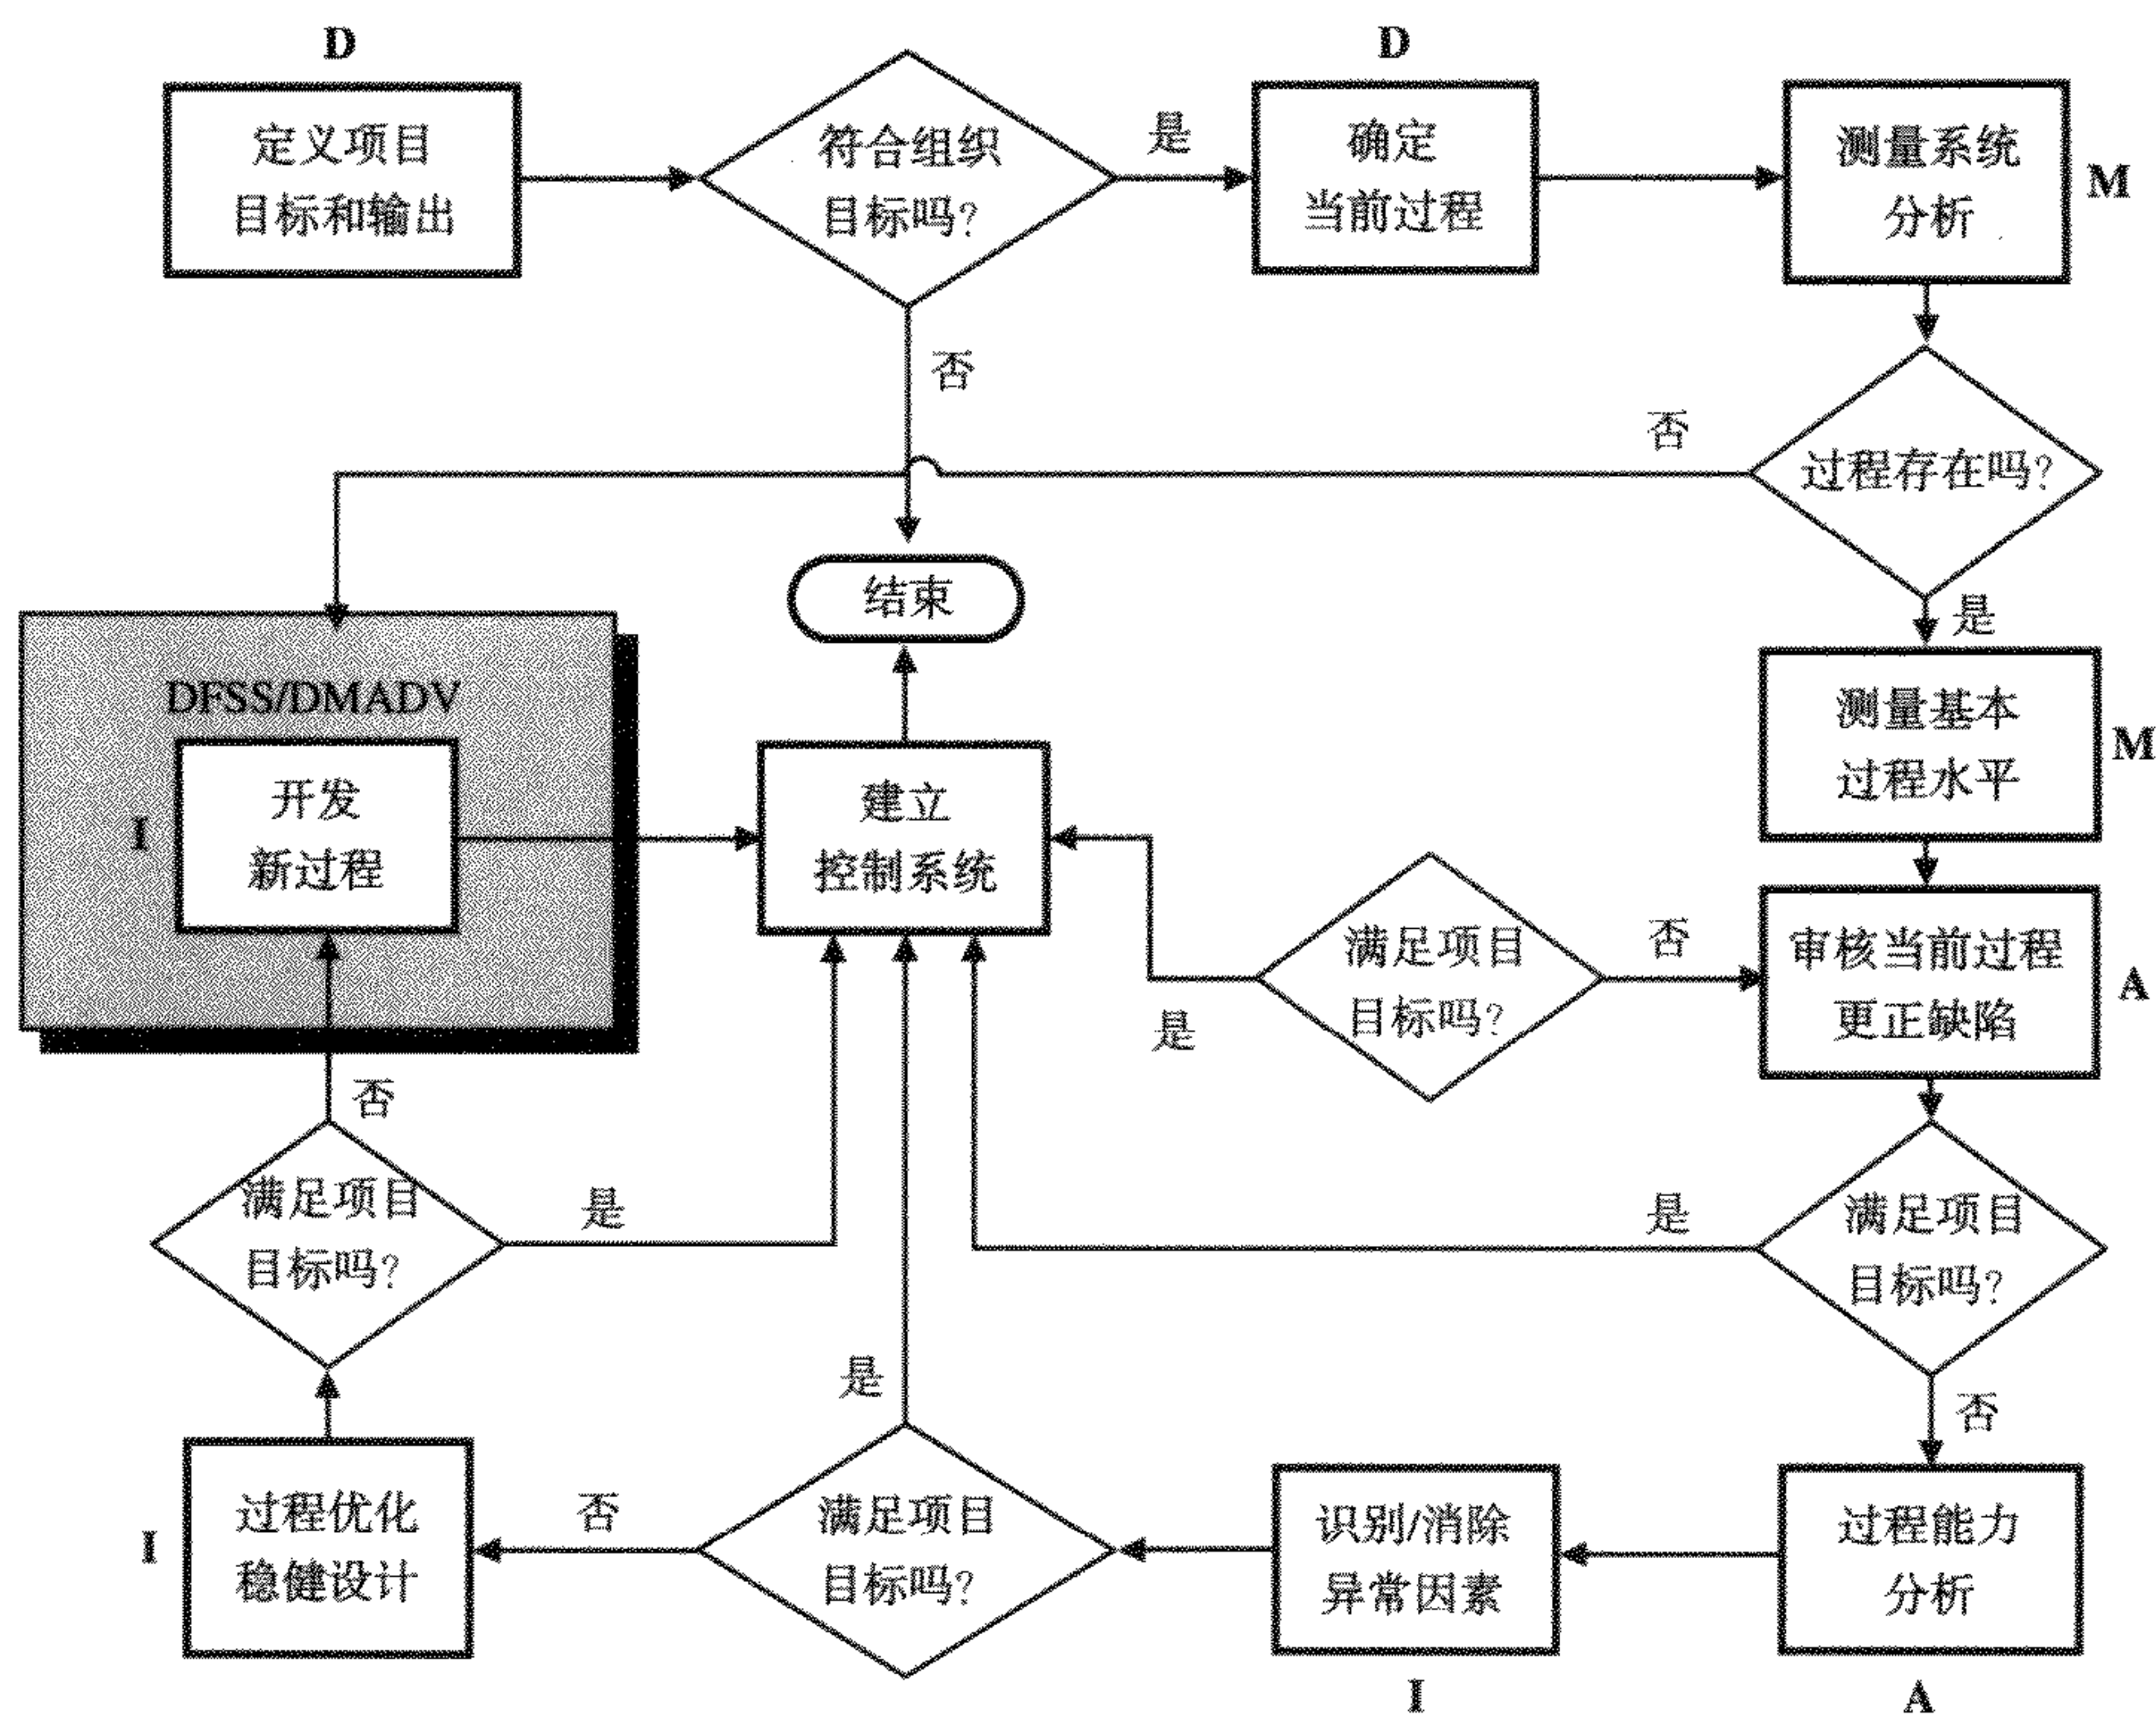 D
定义项目
目标和输出
符合组织
目标吗?
是
D
确定
当前过程
测量系统
分析
M
否
否
过程存在吗?
是
结束
DFSS/DMADV
I
开发
新过程
建立
控制系统
测量基本
过程水平
M
满足项目
目标吗?
否
是
审核当前过程
更正缺陷
A
否
满足项目
目标吗?
是
是
满足项目
目标吗?
否
是
I
过程优化
稳健设计
否
满足项目
目标吗?
识别/消除
异常因素
I
过程能力
分析
A